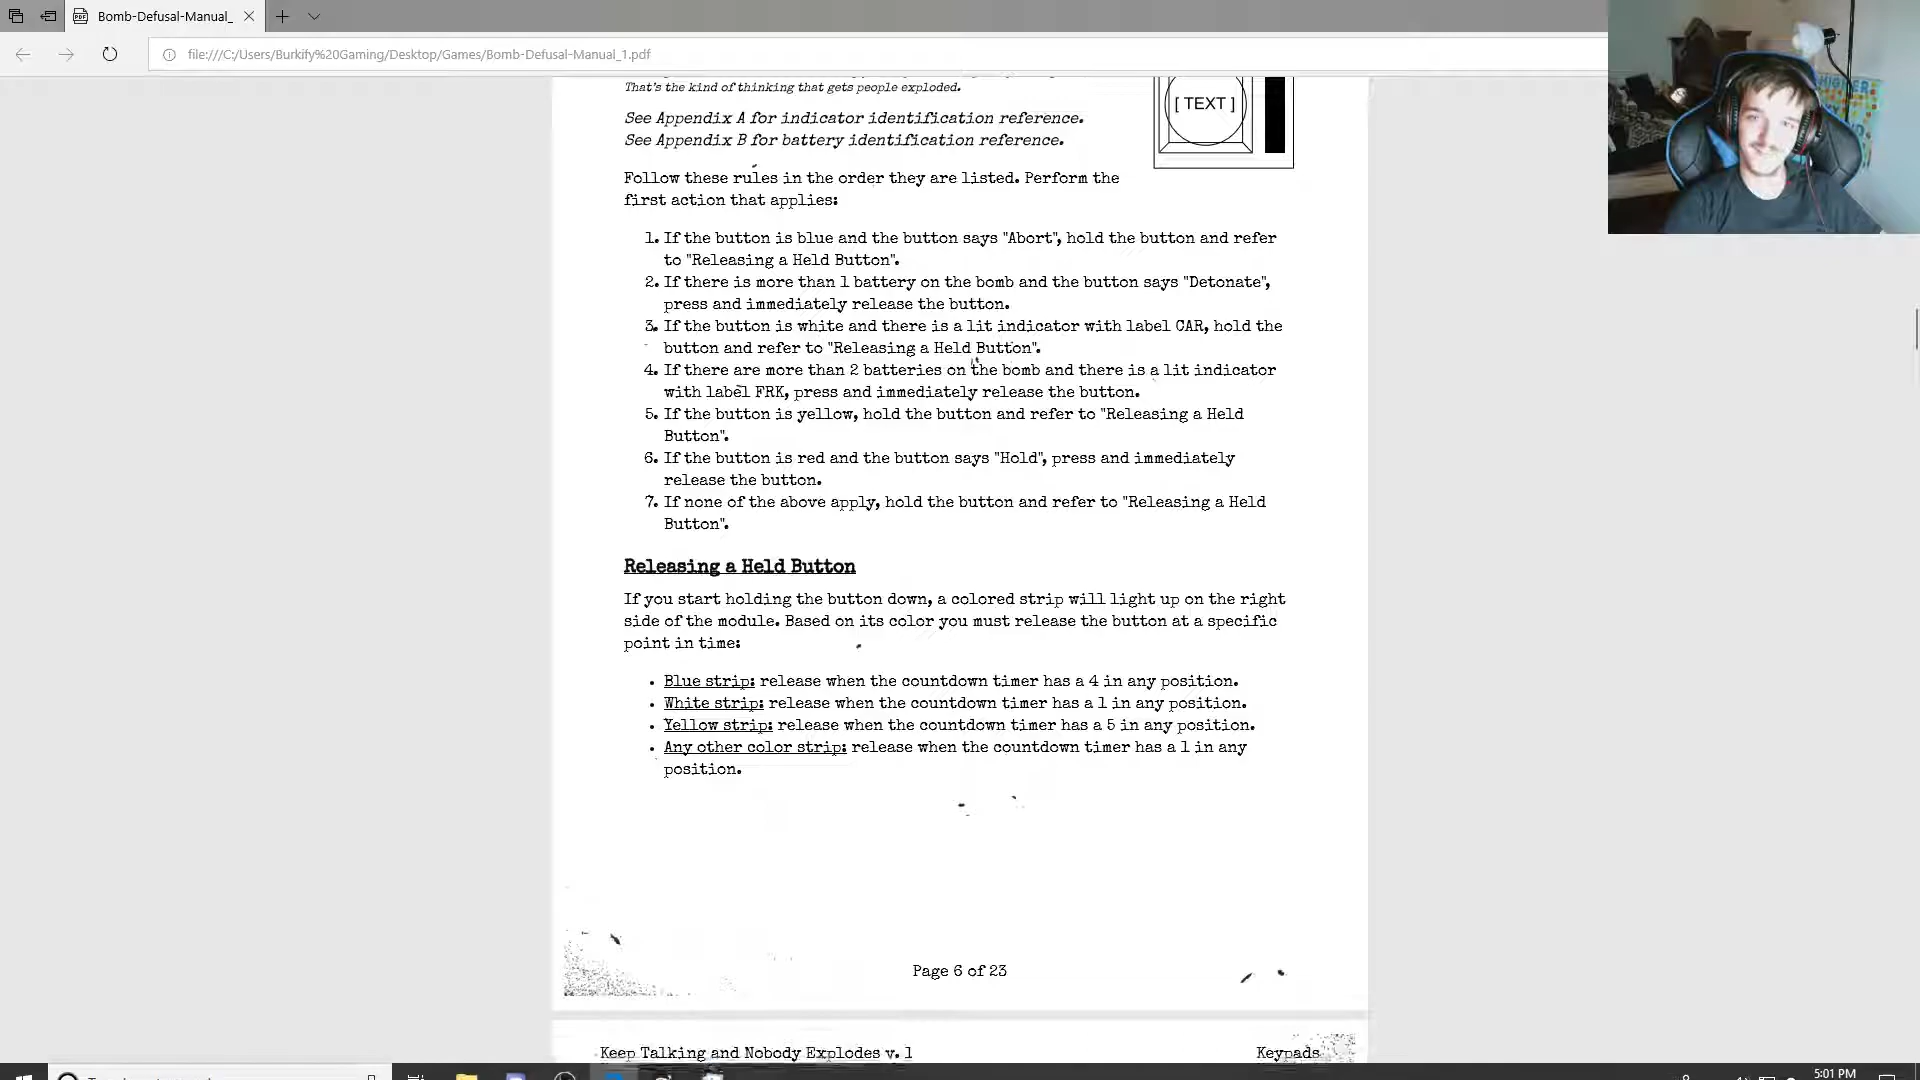 Bomb-Defusal-Manual_
file:///C:/Users/Burkify%20Gaming/Desktop/Games/Bomb-Defusal-Manual_1.pdf
That's the kind of thinking that gets people exploded.
[ TEXT ]
See Appendix A for indicator identification reference.
See Appendix B for battery identification reference.
Follow these rules in the order they are listed. Perform the
first action that applies:
1. If the button is blue and the button says "Abort", hold the button and refer
to "Releasing a Held Button".
2. If there is more than 1 battery on the bomb and the button says "Detonate",
press and immediately release the button.
3. If the button is white and there is a lit indicator with label CAR, hold the
button and refer to "Releasing a Held Button".
4. If there are more than 2 batteries on the bomb and there is a lit indicator
with label FRK, press and immediately release the button.
5. If the button is yellow, hold the button and refer to "Releasing a Held
Button".
6. If the button is red and the button says "Hold", press and immediately
release the button.
7. If none of the above apply, hold the button and refer to "Releasing a Held
Button".
Releasing a Held Button
If you start holding the button down, a colored strip will light up on the right
side of the module. Based on its color you must release the button at a specific
point in time:
• Blue strip: release when the countdown timer has a 4 in any position.
• White strip: release when the countdown timer has a 1 in any position.
• Yellow strip: release when the countdown timer has a 5 in any position.
• Any other color strip: release when the countdown timer has a 1 in any
position.
Page 6 of 23
Keep Talking and Nobody Explodes v. 1
Keypads
5:01 PM